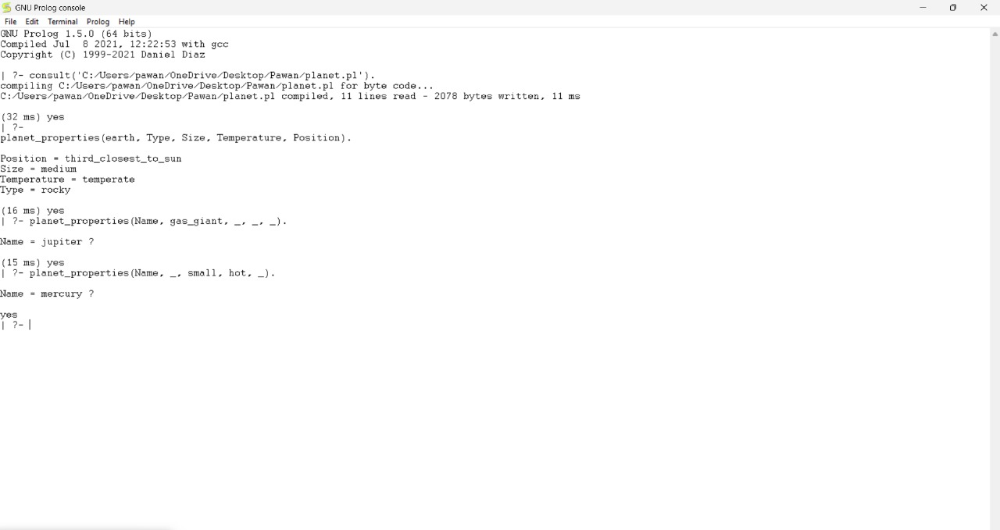 GNU Prolog console
File Edit Terminal Prolog Help
GNU Prolog 1.5.0 (64 bits)
Compiled Jul  8 2021, 12:22:53 with gcc
Copyright (C) 1999-2021 Daniel Diaz
| ?- consult('C:/Users/pawan/OneDrive/Desktop/Pawan/planet.pl').
compiling C:/Users/pawan/OneDrive/Desktop/Pawan/planet.pl for byte code...
C:/Users/pawan/OneDrive/Desktop/Pawan/planet.pl compiled, 11 lines read - 2078 bytes written, 11 ms
(32 ms) yes
| ?-
planet_properties(earth, Type, Size, Temperature, Position).
Position = third_closest_to_sun
Size = medium
Temperature = temperate
Type = rocky
(16 ms) yes
| ?- planet_properties(Name, gas_giant, _, _, _).
Name = jupiter ?
(15 ms) yes
| ?- planet_properties(Name, _, small, hot, _).
Name = mercury ?
yes
| ?-